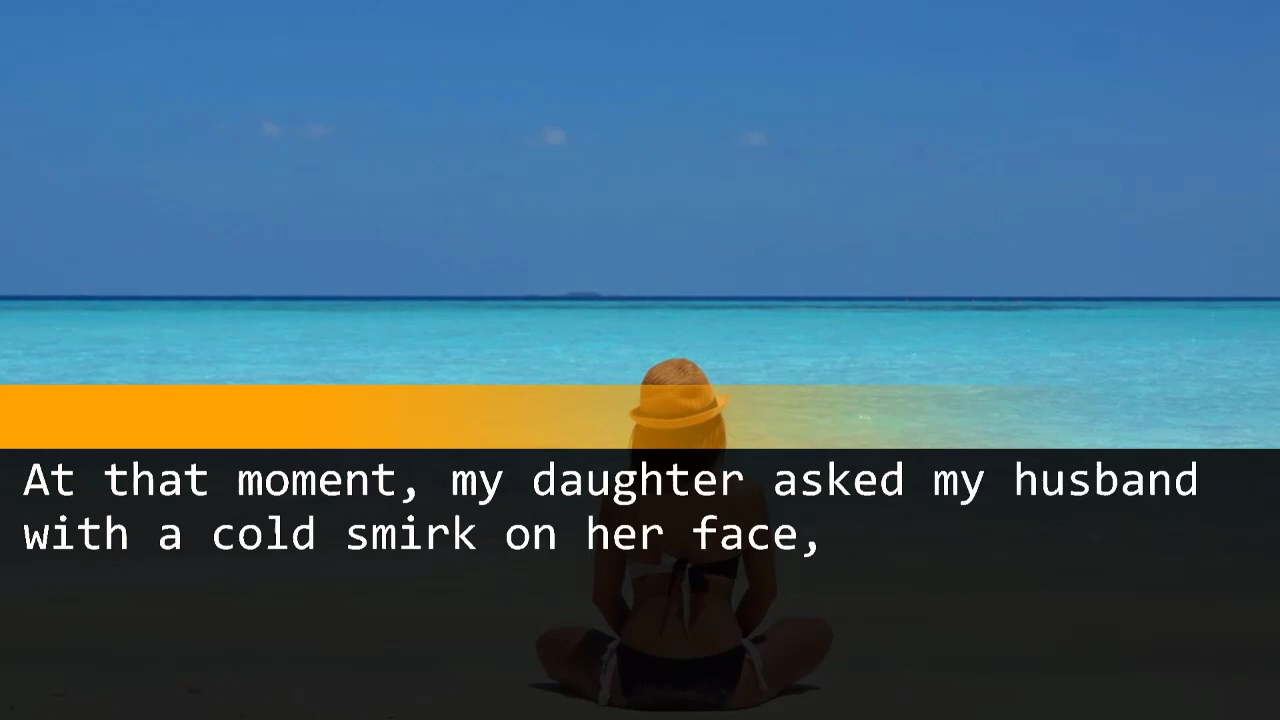 At that moment, my daughter asked my husband
with a cold smirk on her face,